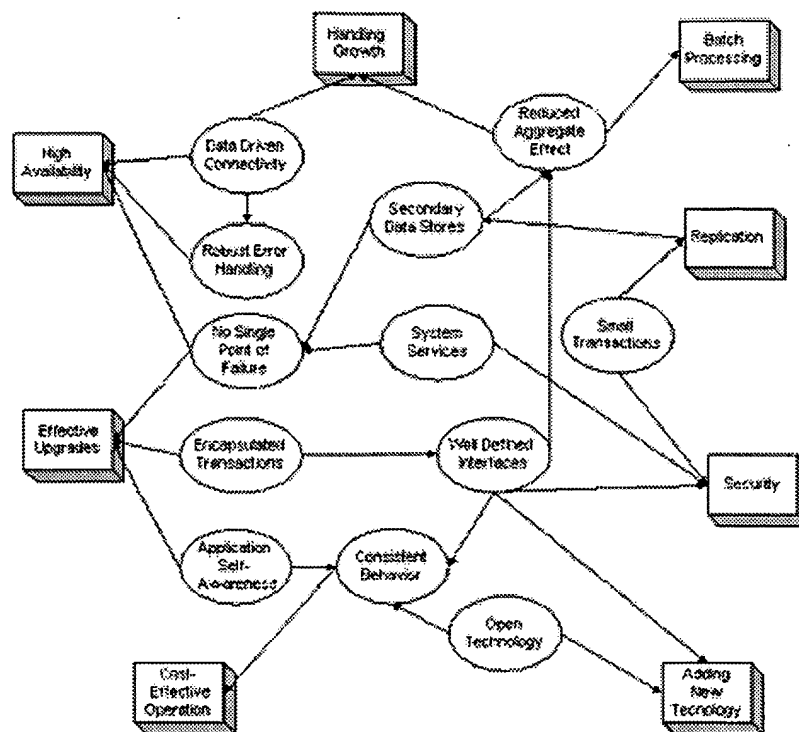 Handling
Growth
Batch
Processing
Reduced
Aggregate
Effect
High
Availability
Data Driven
Connectivity
Secondary
Data Stores
Replication
Robust Error
Handling
No Single
Point of
Failure
System
Services
Small
Transactions
Effective
Upgrades
Encapsulated
Transactions
Well Defined
Interfaces
Security
Application
Self-
Awareness
Consistent
Behavior
Open
Technology
Cost-
Effective
Operation
Adding
New
Tecnology